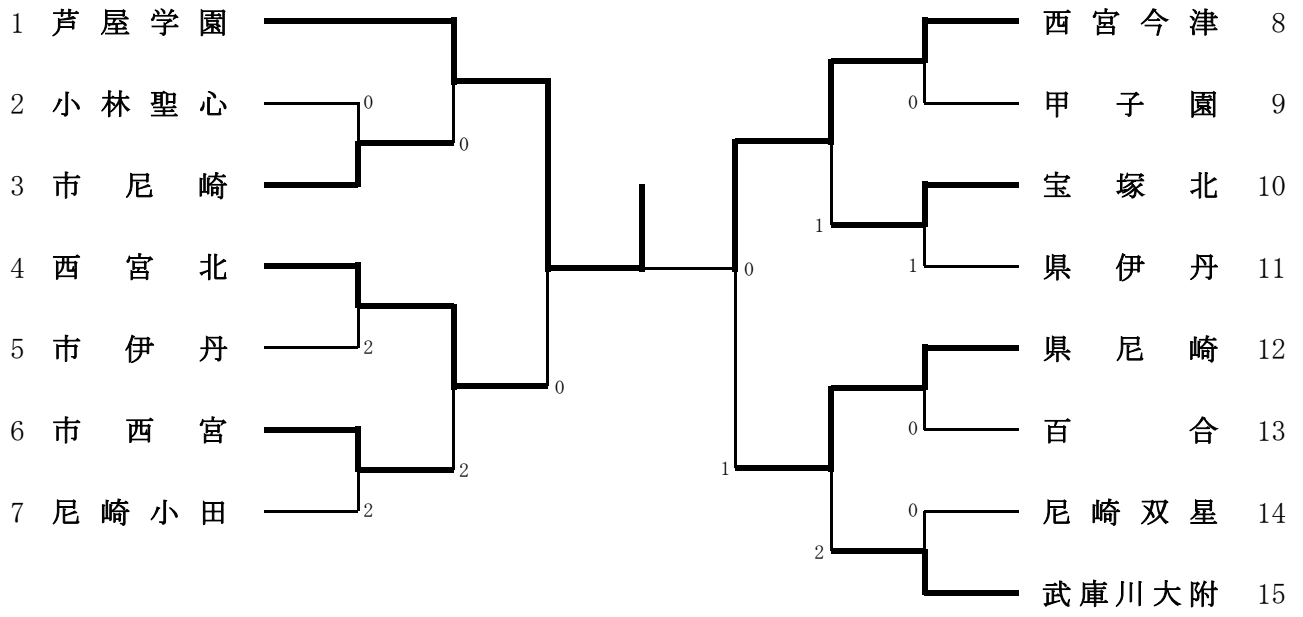 1 芦屋学園
2 小林聖心
3 市尼崎
4 西宮北
5 市伊丹
6 市西宮
7 尼崎小田
0
0
2
2
2
0
0
1
0
1
1
0
0
2
西宮今津 8
甲子園 9
宝塚北 10
県伊丹 11
県尼崎 12
百合 13
尼崎双星 14
武庫川大附 15